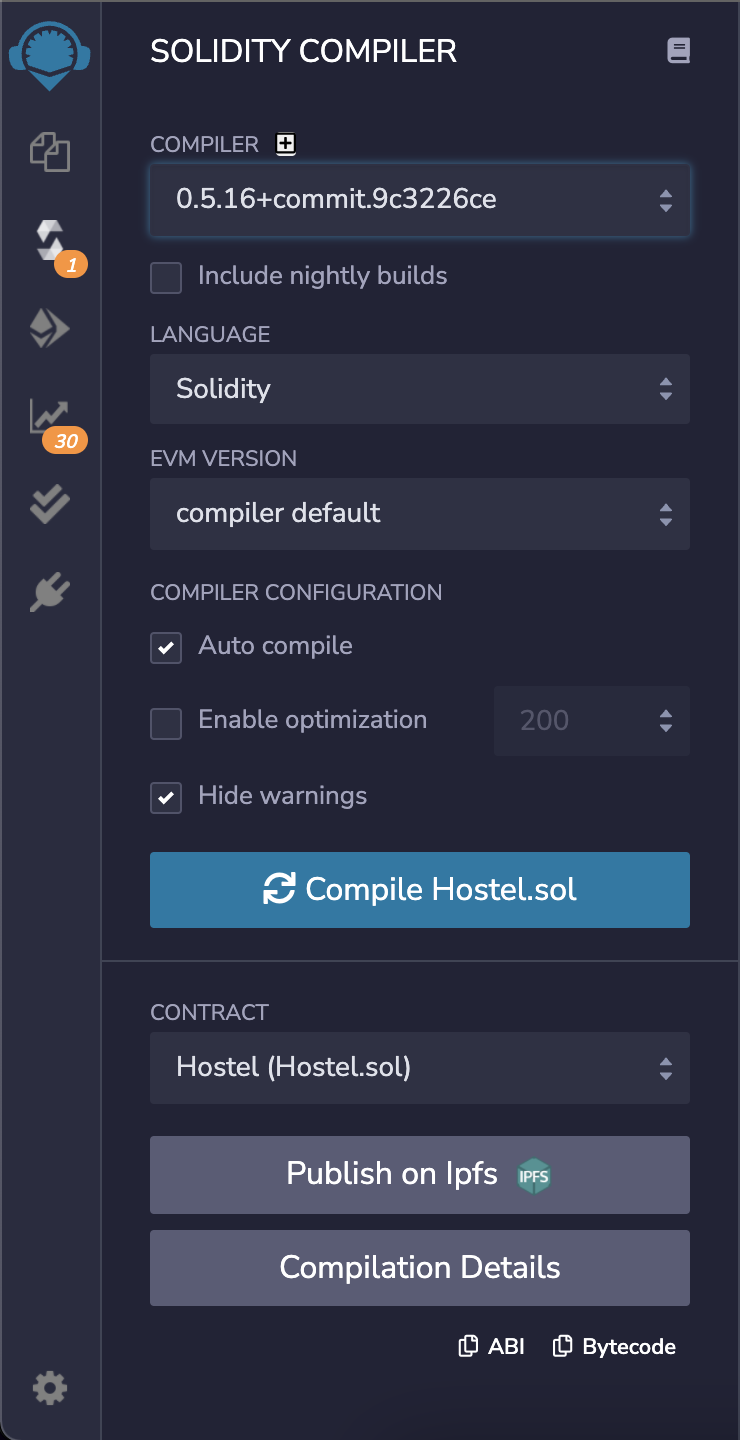 SOLIDITY COMPILER
COMPILER
0.5.16+commit.9c3226ce
Include nightly builds
1
LANGUAGE
Solidity
30
EVM VERSION
compiler default
COMPILER CONFIGURATION
Auto compile
Enable optimization 200
Hide warnings
Compile Hostel.sol
CONTRACT
Hostel (Hostel.sol)
Publish on Ipfs IPFS
Compilation Details
ABI Bytecode